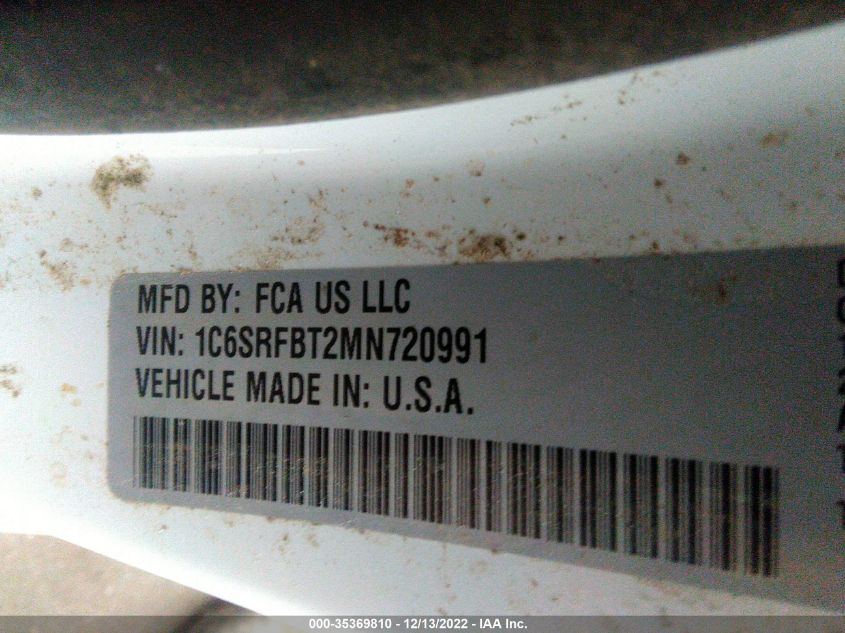 MFD BY: FCA US LLC
VIN: 1C6SRFBT2MN720991
VEHICLE MADE IN: U.S.A.
000-35369810 - 12/13/2022 - IAA Inc.